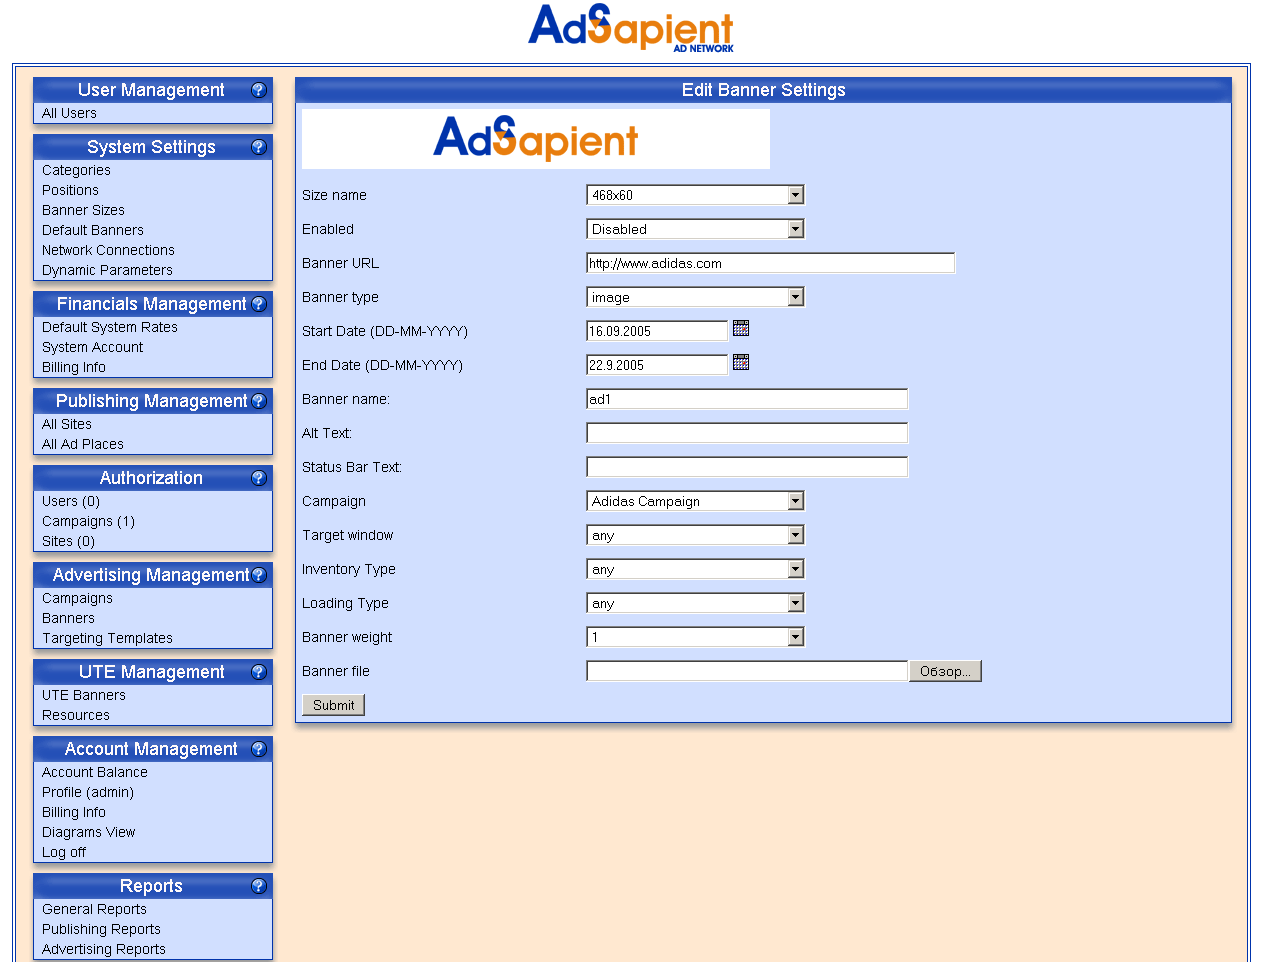 AdSapient
AD NETWORK
User Management ?
All Users
System Settings ?
Categories
Positions
Banner Sizes
Default Banners
Network Connections
Dynamic Parameters
Financials Management ?
Default System Rates
System Account
Billing Info
Publishing Management ?
All Sites
All Ad Places
Authorization ?
Users (0)
Campaigns (1)
Sites (0)
Advertising Management ?
Campaigns
Banners
Targeting Templates
UTE Management ?
UTE Banners
Resources
Account Management ?
Account Balance
Profile (admin)
Billing Info
Diagrams View
Log off
Reports ?
General Reports
Publishing Reports
Advertising Reports
Edit Banner Settings
AdSapient
Size name 468x60
Enabled Disabled
Banner URL http://www.adidas.com
Banner type image
Start Date (DD-MM-YYYY) 16.09.2005
End Date (DD-MM-YYYY) 22.9.2005
Banner name: ad1
Alt Text:
Status Bar Text:
Campaign Adidas Campaign
Target window any
Inventory Type any
Loading Type any
Banner weight 1
Banner file Обзор...
Submit